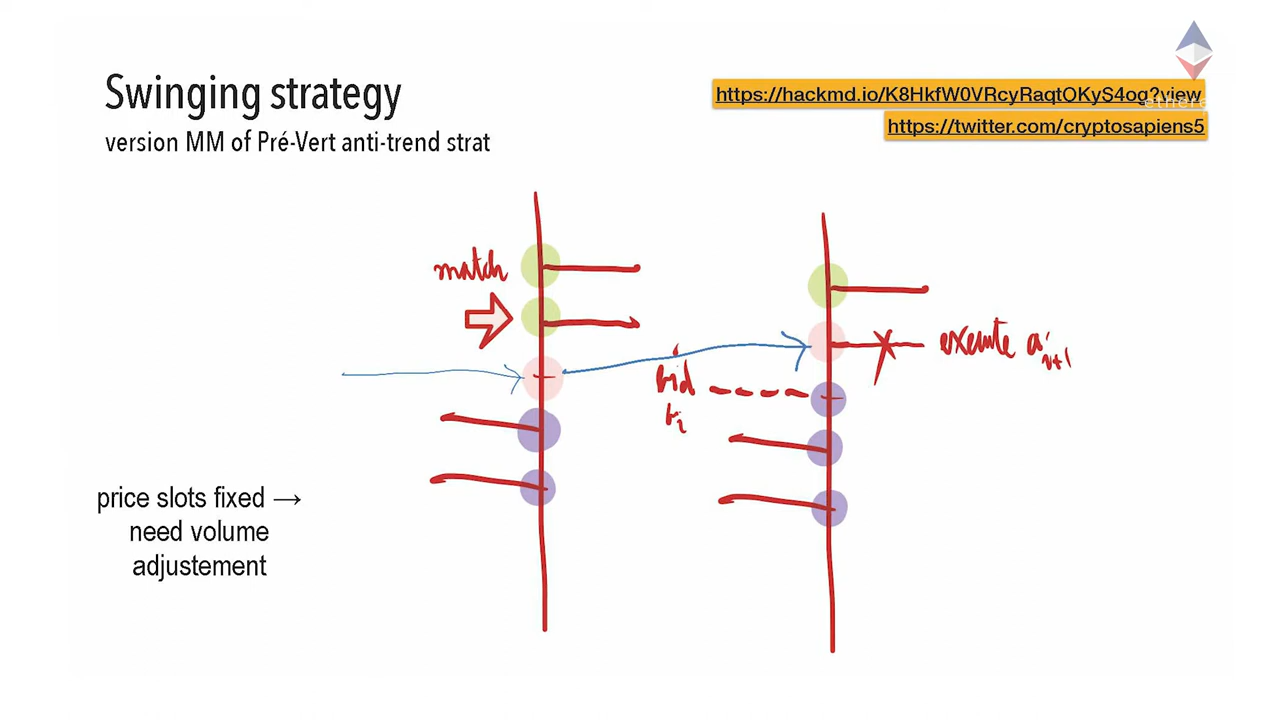 Swinging strategy
version MM of Pré-Vert anti-trend strat
https://hackmd.io/K8HkfW0VRcyRaqtOKyS4og?view
https://twitter.com/cryptosapiens5
match
execute a
bid
price slots fixed →
need volume
adjustement